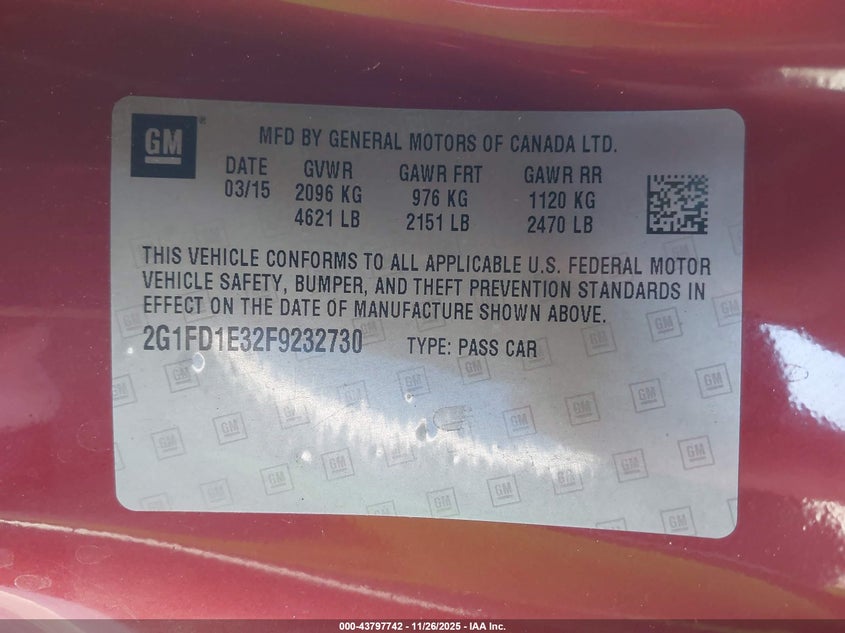 GM ® MFD BY GENERAL MOTORS OF CANADA LTD.
DATE GVWR GAWR FRT GAWR RR
03/15 2096 KG 976 KG 1120 KG
4621 LB 2151 LB 2470 LB
THIS VEHICLE CONFORMS TO ALL APPLICABLE U.S. FEDERAL MOTOR
VEHICLE SAFETY, BUMPER, AND THEFT PREVENTION STANDARDS IN
EFFECT ON THE DATE OF MANUFACTURE SHOWN ABOVE.
2G1FD1E32F9232730 TYPE: PASS CAR
000-43797742 - 11/26/2025 - IAA Inc.